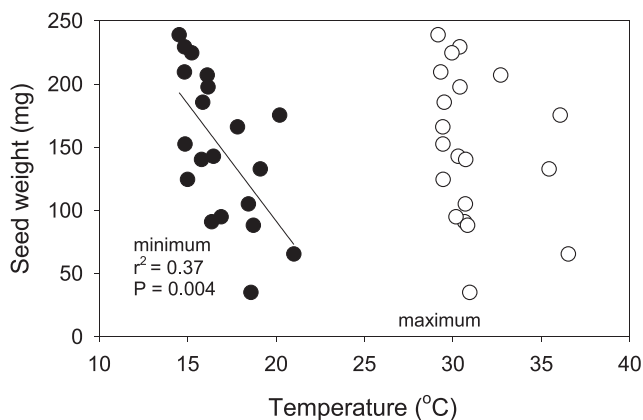 250
200
150
100
50
0
Seed weight (mg)
minimum
r² = 0.37
P = 0.004
maximum
10 15 20 25 30 35 40
Temperature (°C)